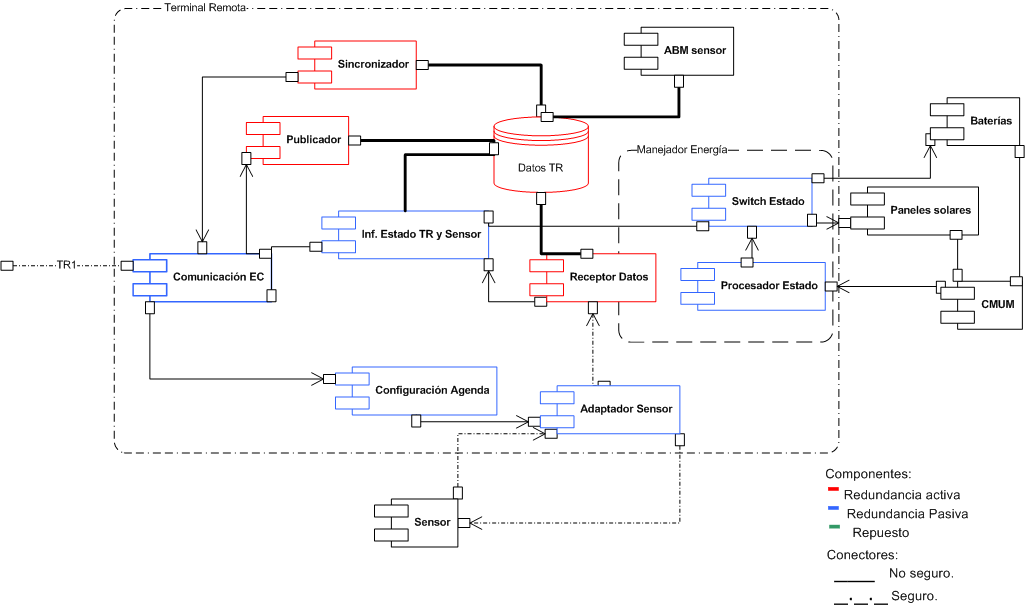 Terminal Remota
Sincronizador
ABM sensor
Baterías
Publicador
Manejador Energía
Datos TR
Switch Estado
Paneles solares
Inf. Estado TR y Sensor
TR1
Comunicación EC
Receptor Datos
Procesador Estado
CMUM
Configuración Agenda
Adaptador Sensor
Sensor
Componentes:
Redundancia activa
Redundancia Pasiva
Repuesto
Conectores:
No seguro.
Seguro.